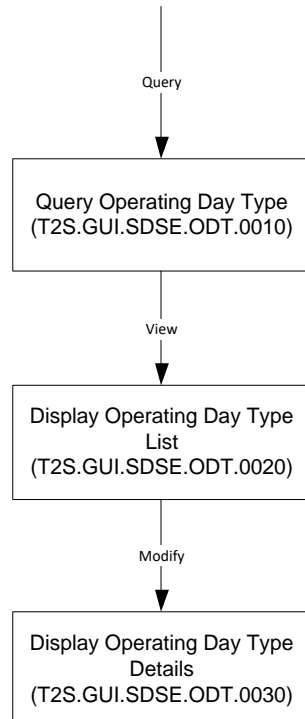 Query
Query Operating Day Type
(T2S.GUI.SDSE.ODT.0010)
View
Display Operating Day Type
List
(T2S.GUI.SDSE.ODT.0020)
Modify
Display Operating Day Type
Details
(T2S.GUI.SDSE.ODT.0030)